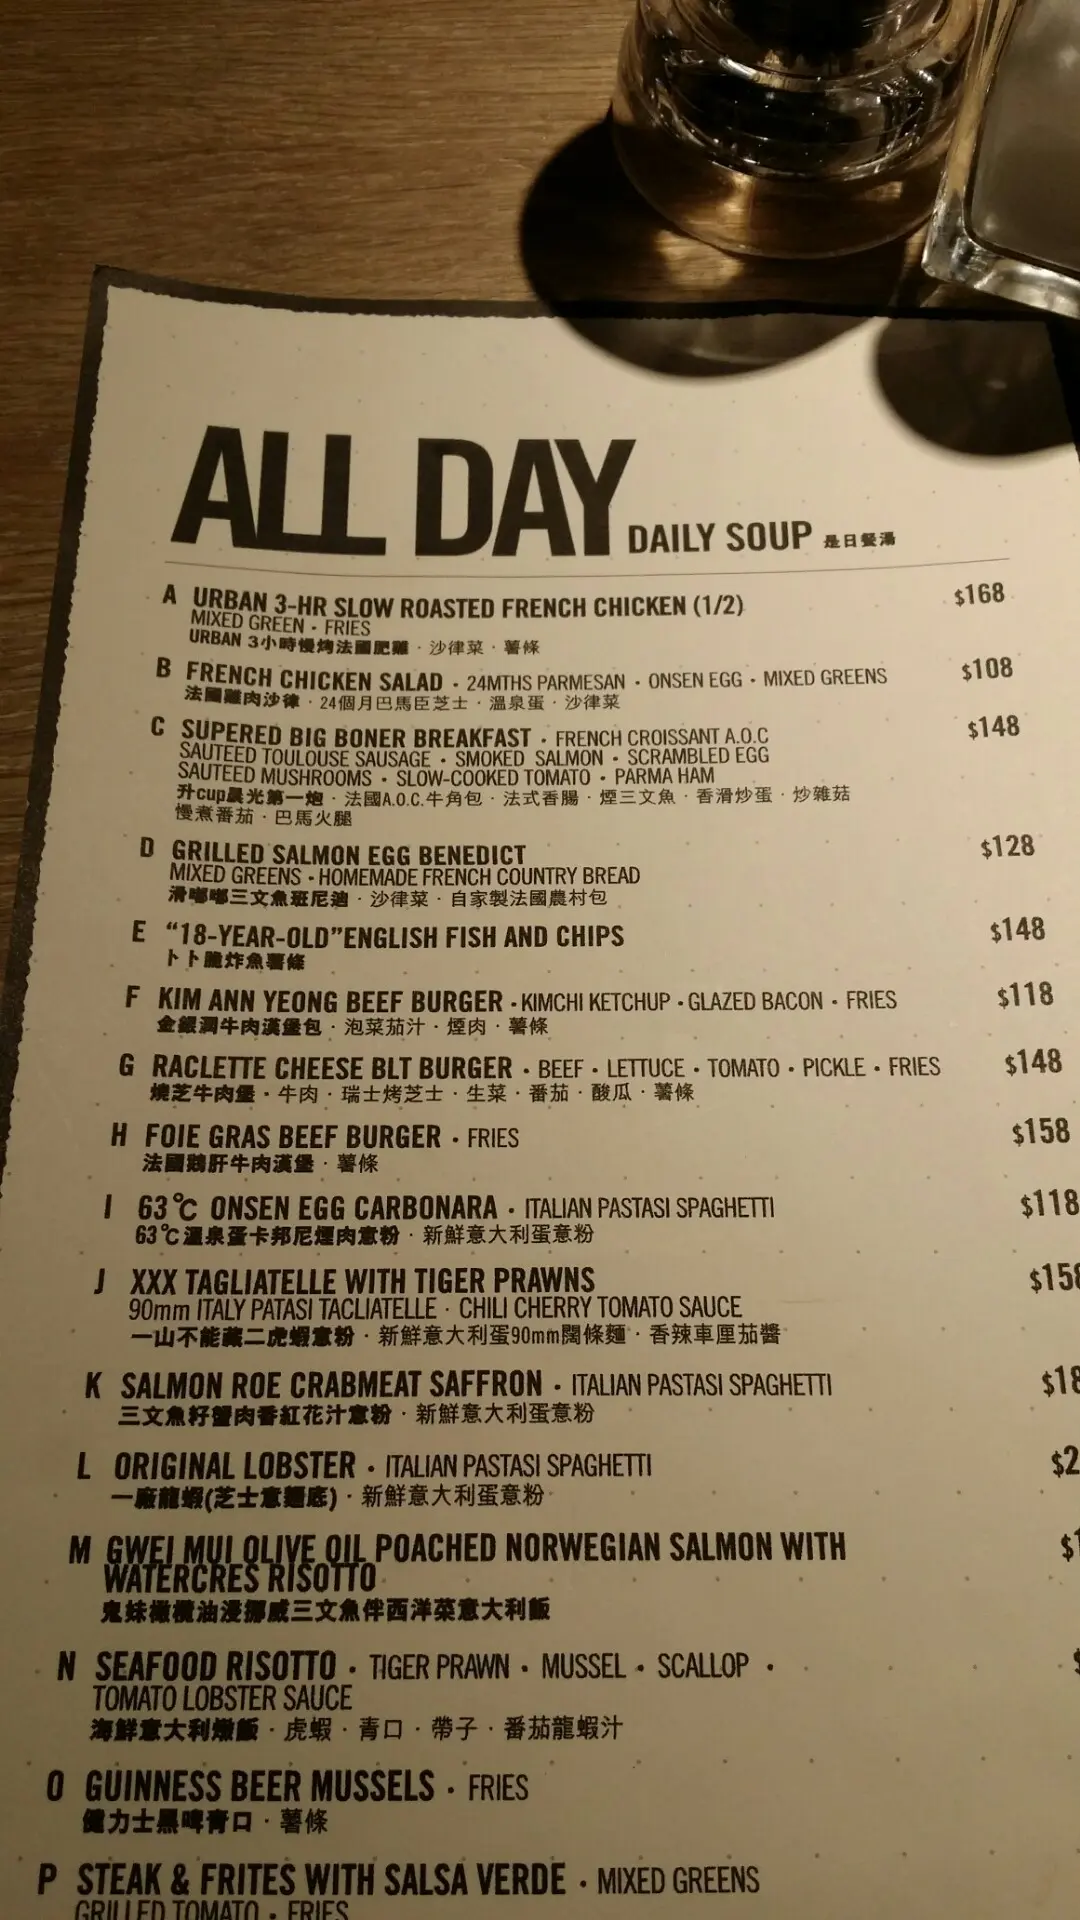 ALL DAY DAILY SOUP 是日餐湯
A URBAN 3-HR SLOW ROASTED FRENCH CHICKEN (1/2) $168
MIXED GREEN · FRIES
URBAN 3小時慢烤法國肥雞 · 沙律菜 · 薯條
B FRENCH CHICKEN SALAD · 24MTHS PARMESAN · ONSEN EGG · MIXED GREENS $108
法國雞肉沙律 · 24個月巴馬臣芝士 · 溫泉蛋 · 沙律菜
C SUPERED BIG BONER BREAKFAST · FRENCH CROISSANT A.O.C $148
SAUTEED TOULOUSE SAUSAGE · SMOKED SALMON · SCRAMBLED EGG
SAUTEED MUSHROOMS · SLOW-COOKED TOMATO · PARMA HAM
升cup晨光第一炮 · 法國A.O.C.牛角包 · 法式香腸 · 煙三文魚 · 香滑炒蛋 · 炒雜菇
慢煮番茄 · 巴馬火腿
D GRILLED SALMON EGG BENEDICT $128
MIXED GREENS · HOMEMADE FRENCH COUNTRY BREAD
滑嘟嘟三文魚班尼迪 · 沙律菜 · 自家製法國農村包
E “18-YEAR-OLD”ENGLISH FISH AND CHIPS $148
卜卜脆炸魚薯條
F KIM ANN YEONG BEEF BURGER · KIMCHI KETCHUP · GLAZED BACON · FRIES $118
金銀潤牛肉漢堡包 · 泡菜茄汁 · 煙肉 · 薯條
G RACLETTE CHEESE BLT BURGER · BEEF · LETTUCE · TOMATO · PICKLE · FRIES $148
燒芝牛肉堡 · 牛肉 · 瑞士烤芝士 · 生菜 · 番茄 · 酸瓜 · 薯條
H FOIE GRAS BEEF BURGER · FRIES $158
法國鵝肝牛肉漢堡 · 薯條
I 63℃ ONSEN EGG CARBONARA · ITALIAN PASTASI SPAGHETTI $118
63℃溫泉蛋卡邦尼煙肉意粉 · 新鮮意大利蛋意粉
J XXX TAGLIATELLE WITH TIGER PRAWNS $158
90mm ITALY PATASI TACLIATELLE · CHILI CHERRY TOMATO SAUCE
一山不能藏二虎蝦意粉 · 新鮮意大利蛋90mm闊條麵 · 香辣車厘茄醬
K SALMON ROE CRABMEAT SAFFRON · ITALIAN PASTASI SPAGHETTI $18
三文魚籽蟹肉香紅花汁意粉 · 新鮮意大利蛋意粉
L ORIGINAL LOBSTER · ITALIAN PASTASI SPAGHETTI $2
一廠龍蝦(芝士意麵底) · 新鮮意大利蛋意粉
M GWEI MUI OLIVE OIL POACHED NORWEGIAN SALMON WITH $1
WATERCRES RISOTTO
鬼妹橄欖油浸挪威三文魚伴西洋菜意大利飯
N SEAFOOD RISOTTO · TIGER PRAWN · MUSSEL · SCALLOP · $
TOMATO LOBSTER SAUCE
海鮮意大利燉飯 · 虎蝦 · 青口 · 帶子 · 番茄龍蝦汁
O GUINNESS BEER MUSSELS · FRIES
健力士黑啤青口 · 薯條
P STEAK & FRITES WITH SALSA VERDE · MIXED GREENS
GRILLED TOMATO · FRIES